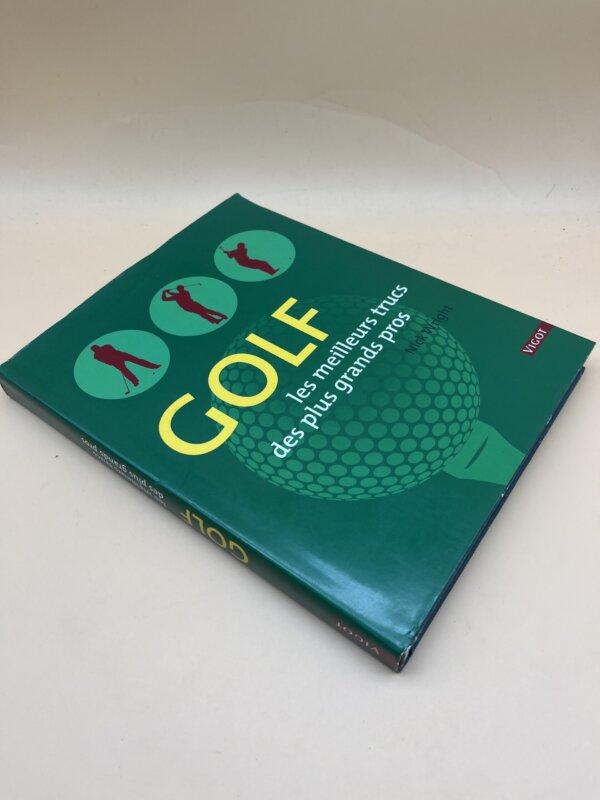 GOLF
les meilleurs trucs
des plus grands pros
Nick Wright
VIGOT
GOLF
les meilleurs trucs
des plus grands pros
VIGOT